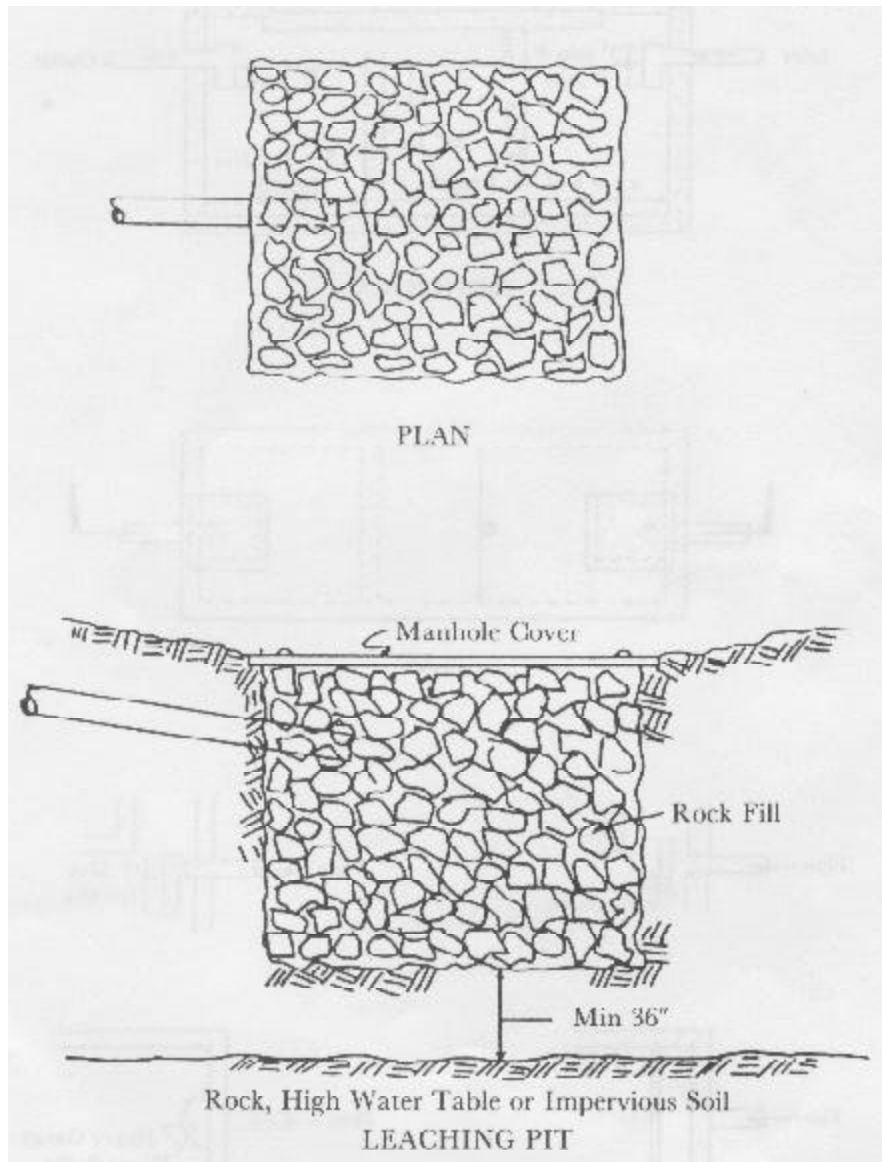 PLAN
Manhole Cover
Rock Fill
Min 36"
Rock, High Water Table or Impervious Soil
LEACHING PIT